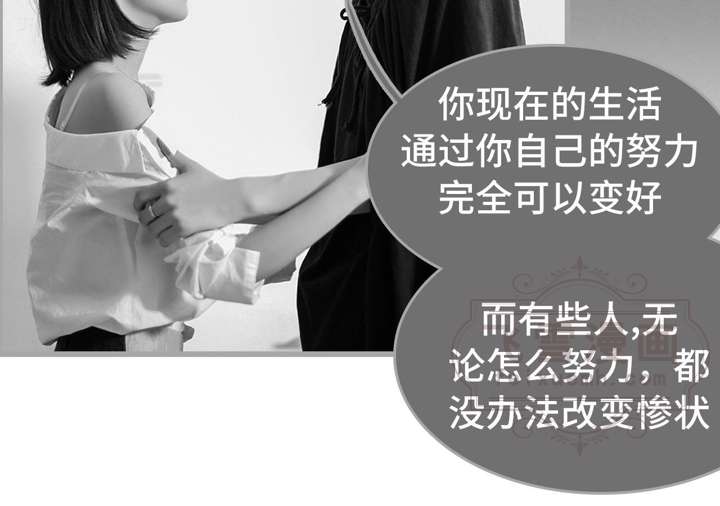 你现在的生活
通过你自己的努力
完全可以变好
而有些人,无
论怎么努力，都
没办法改变惨状